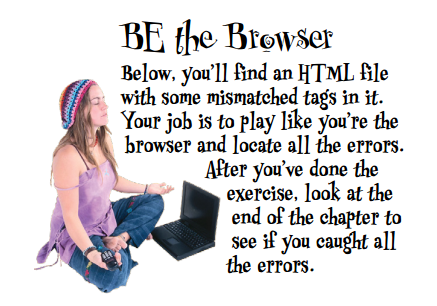 BE the Browser
Below, you'll find an HTML file
with some mismatched tags in it.
Your job is to play like you're the
browser and locate all the errors.
After you've done the
exercise, look at the
end of the chapter to
see if you caught all
the errors.